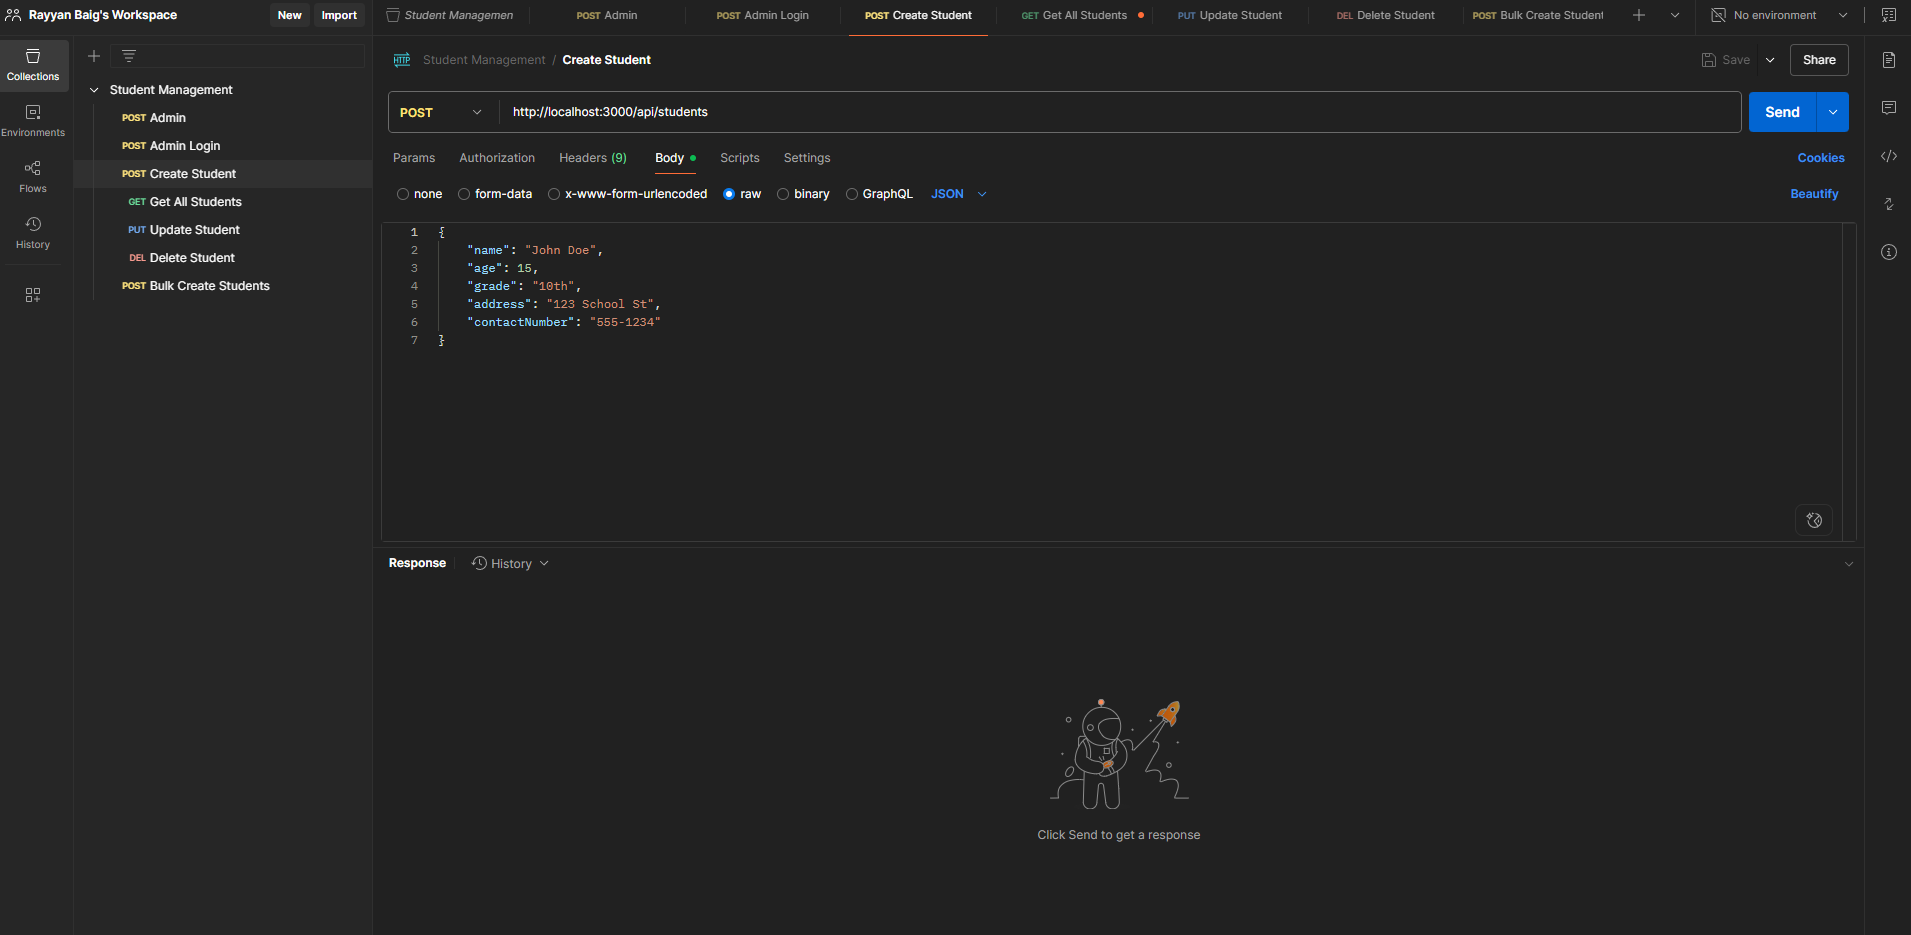 Rayyan Baig's Workspace
New
Import
Student Managemen
POST Admin
POST Admin Login
POST Create Student
GET Get All Students
PUT Update Student
DEL Delete Student
POST Bulk Create Student
No environment
Collections
Environments
Flows
History
Student Management
POST Admin
POST Admin Login
POST Create Student
GET Get All Students
PUT Update Student
DEL Delete Student
POST Bulk Create Students
HTTP Student Management / Create Student
Save
Share
POST
http://localhost:3000/api/students
Send
Params
Authorization
Headers (9)
Body
Scripts
Settings
Cookies
none
form-data
x-www-form-urlencoded
raw
binary
GraphQL
JSON
Beautify
1 {
2 "name": "John Doe",
3 "age": 15,
4 "grade": "10th",
5 "address": "123 School St",
6 "contactNumber": "555-1234"
7 }
Response
History
Click Send to get a response